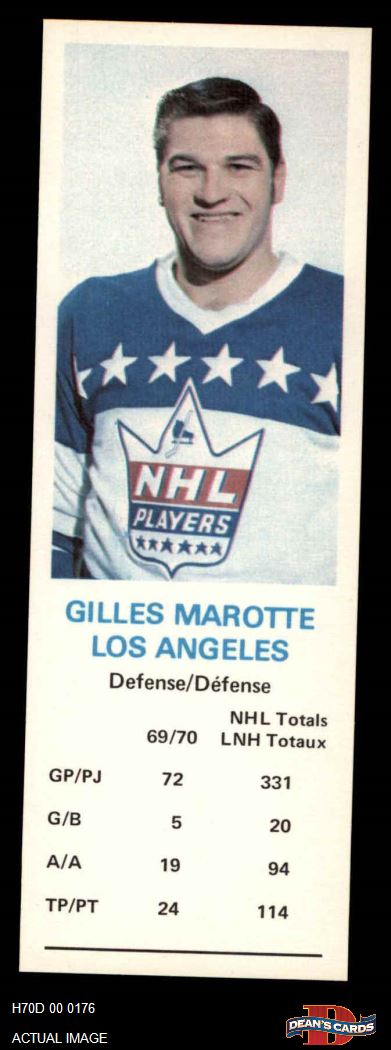 NHL
PLAYERS
GILLES MAROTTE
LOS ANGELES
Defense/Défense
NHL Totals
69/70 LNH Totaux
GP/PJ 72 331
G/B 5 20
A/A 19 94
TP/PT 24 114
H70D 00 0176
ACTUAL IMAGE
D
DEAN'S CARDS